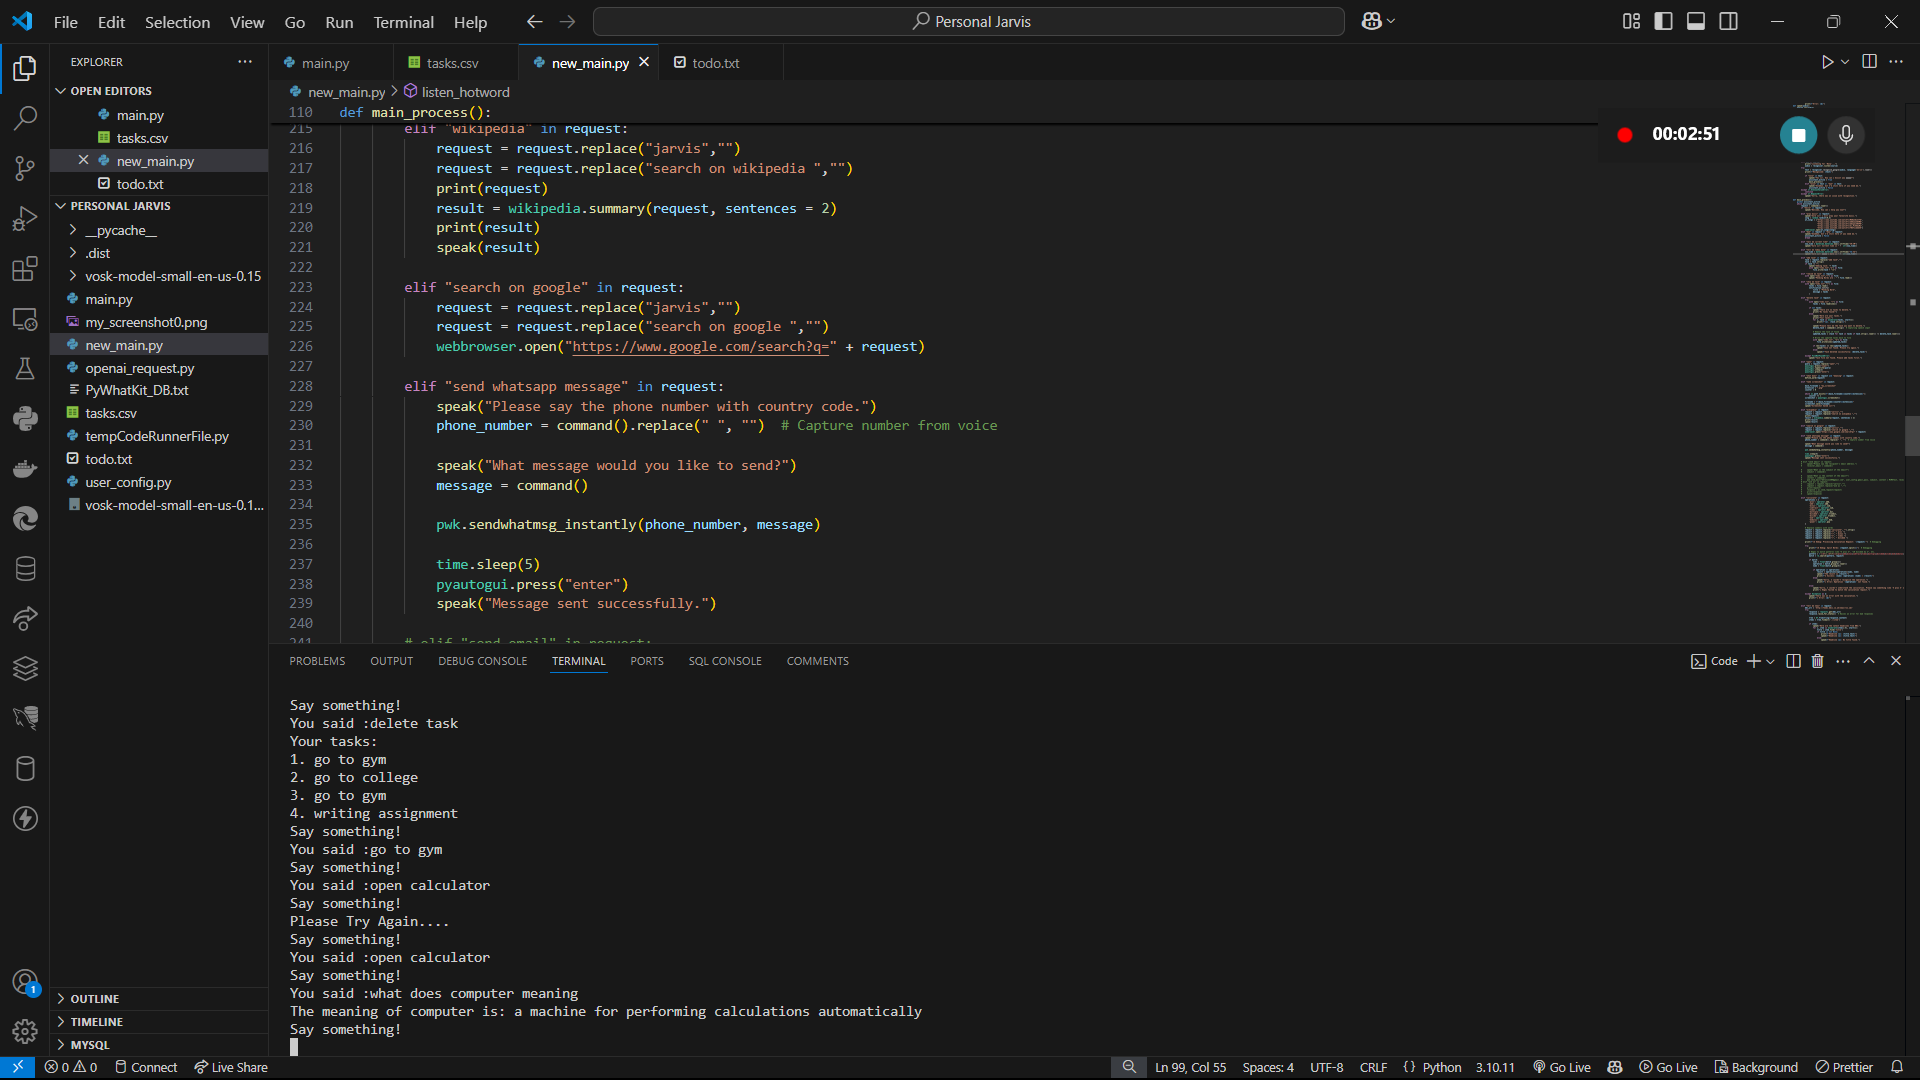 File Edit Selection View Go Run Terminal Help
Personal Jarvis
EXPLORER
OPEN EDITORS
main.py
tasks.csv
new_main.py
todo.txt
PERSONAL JARVIS
__pycache__
.dist
vosk-model-small-en-us-0.15
main.py
my_screenshot0.png
new_main.py
openai_request.py
PyWhatKit_DB.txt
tasks.csv
tempCodeRunnerFile.py
todo.txt
user_config.py
vosk-model-small-en-us-0.1...
OUTLINE
TIMELINE
MYSQL
1
main.py tasks.csv new_main.py todo.txt
new_main.py > listen_hotword
00:02:51
110 def main_process():
215 elif "wikipedia" in request:
216 request = request.replace("jarvis","")
217 request = request.replace("search on wikipedia ","")
218 print(request)
219 result = wikipedia.summary(request, sentences = 2)
220 print(result)
221 speak(result)
222
223 elif "search on google" in request:
224 request = request.replace("jarvis","")
225 request = request.replace("search on google ","")
226 webbrowser.open("https://www.google.com/search?q=" + request)
227
228 elif "send whatsapp message" in request:
229 speak("Please say the phone number with country code.")
230 phone_number = command().replace(" ", "")  # Capture number from voice
231
232 speak("What message would you like to send?")
233 message = command()
234
235 pwk.sendwhatmsg_instantly(phone_number, message)
236
237 time.sleep(5)
238 pyautogui.press("enter")
239 speak("Message sent successfully.")
240
241 # elif "send email" in request:
PROBLEMS OUTPUT DEBUG CONSOLE TERMINAL PORTS SQL CONSOLE COMMENTS
Code
Say something!
You said :delete task
Your tasks:
1. go to gym
2. go to college
3. go to gym
4. writing assignment
Say something!
You said :go to gym
Say something!
You said :open calculator
Say something!
Please Try Again....
Say something!
You said :open calculator
Say something!
You said :what does computer meaning
The meaning of computer is: a machine for performing calculations automatically
Say something!
0 0 Connect Live Share
Ln 99, Col 55 Spaces: 4 UTF-8 CRLF {} Python 3.10.11 Go Live Go Live Background Prettier